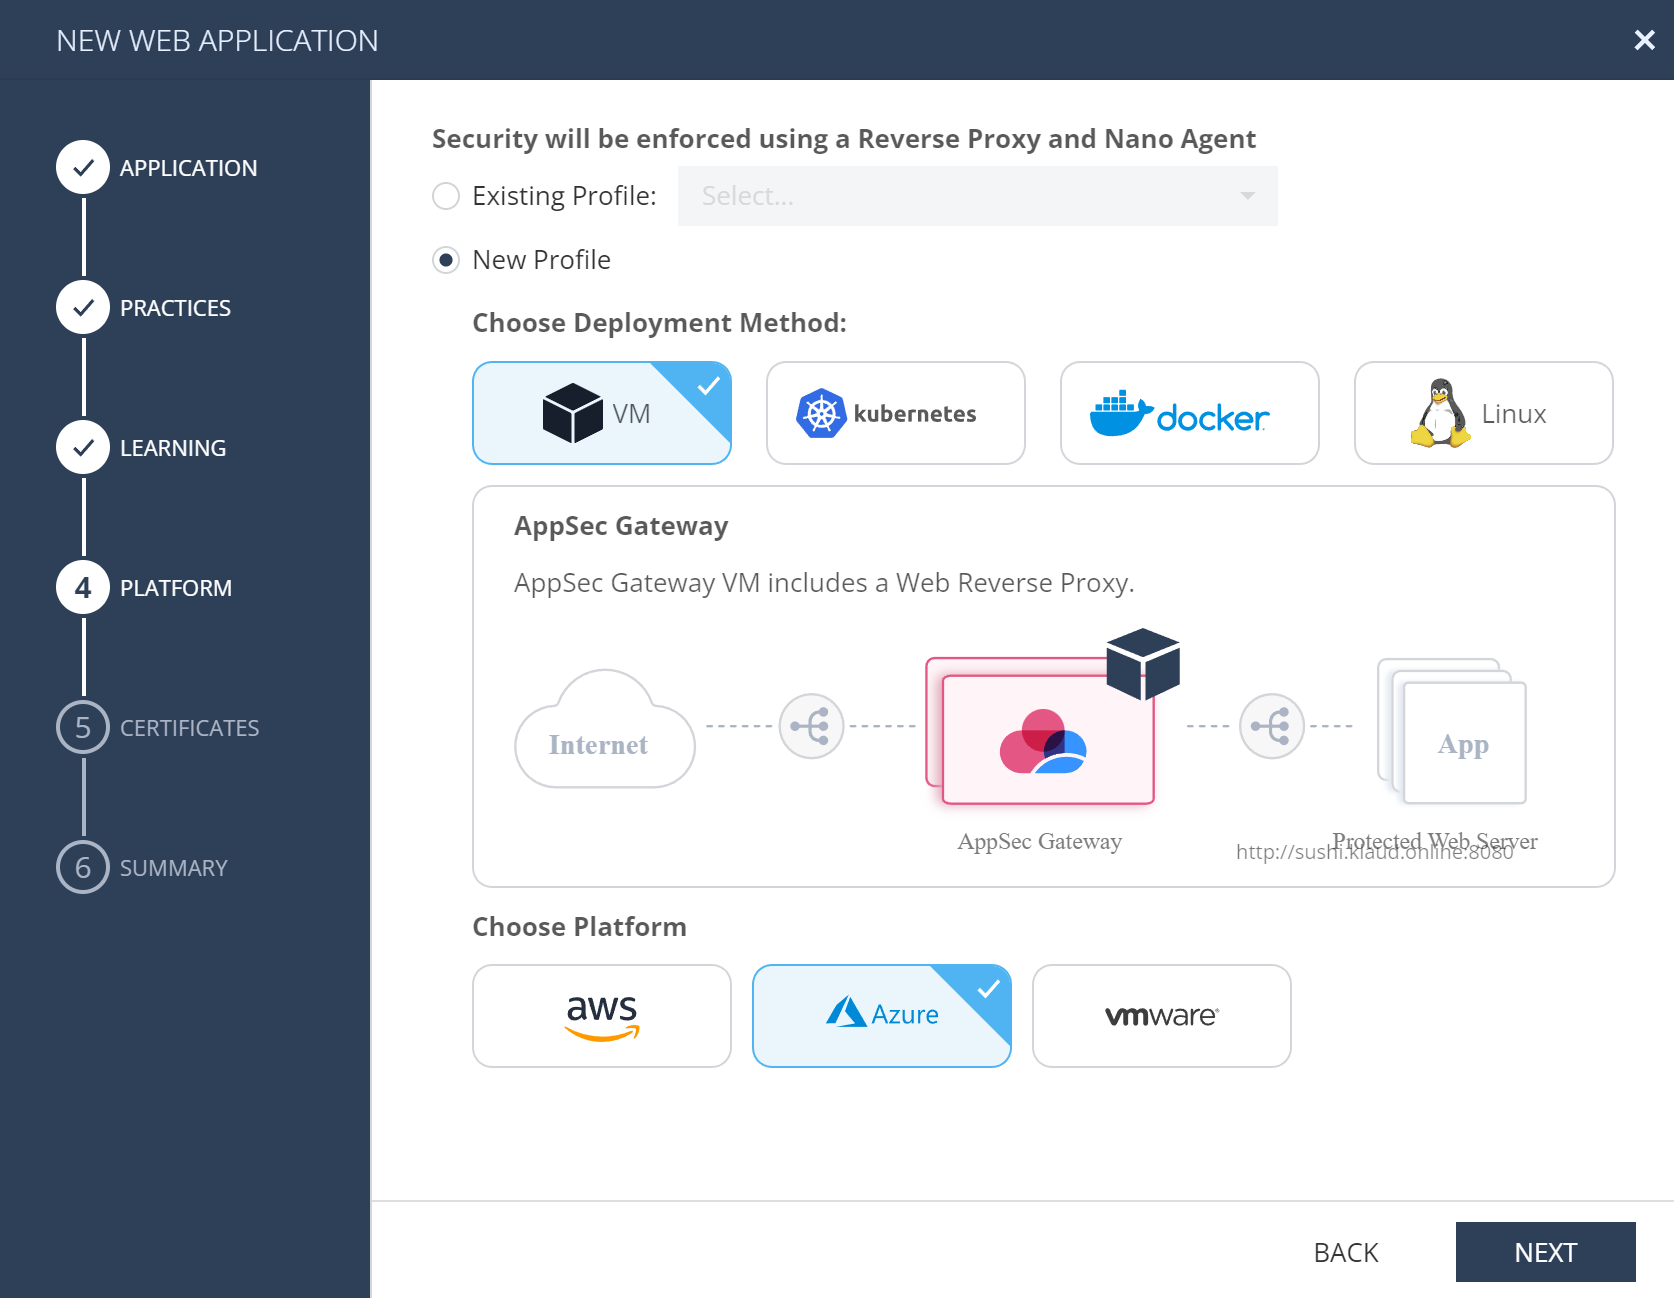 NEW WEB APPLICATION
APPLICATION
PRACTICES
LEARNING
4 PLATFORM
5 CERTIFICATES
6 SUMMARY
Security will be enforced using a Reverse Proxy and Nano Agent
Existing Profile: Select...
New Profile
Choose Deployment Method:
VM kubernetes docker Linux
AppSec Gateway
AppSec Gateway VM includes a Web Reverse Proxy.
Internet App
AppSec Gateway Protected Web Server
http://sushi.klaud.online:8080
Choose Platform
aws Azure vmware
BACK NEXT